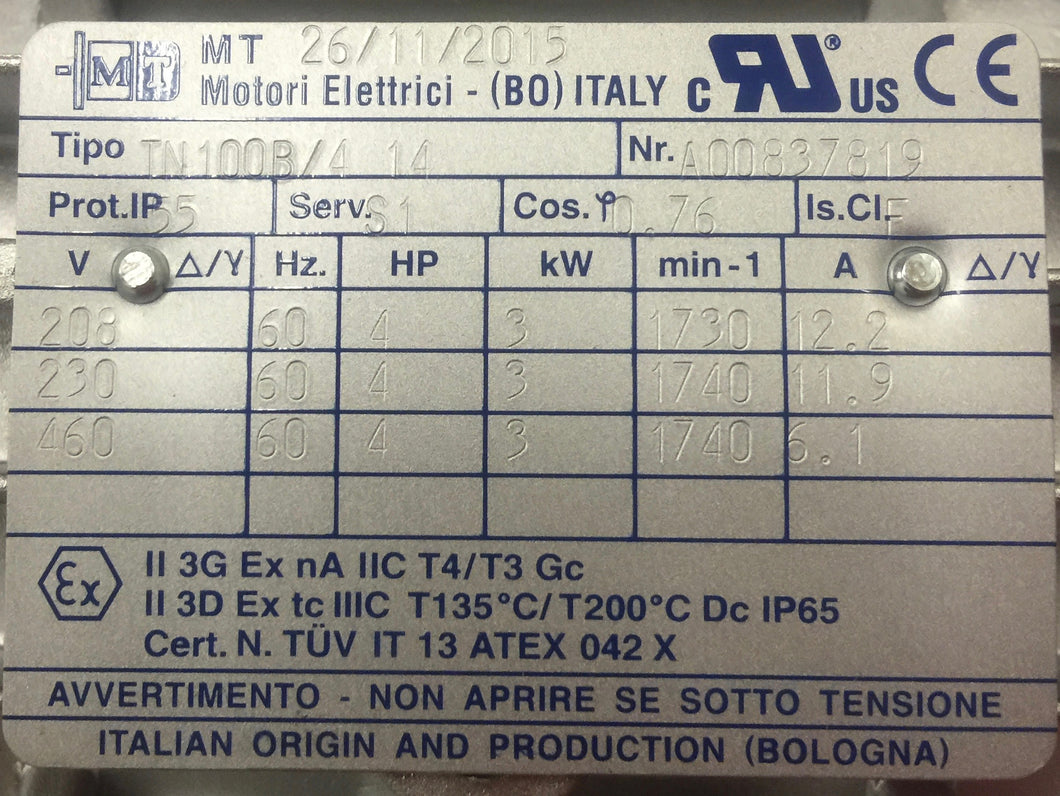 MT MT 26/11/2015
Motori Elettrici - (BO) ITALY c RU ® US CE
Tipo TN100B/4 14 Nr. A00837819
Prot.IP 55 Serv. S1 Cos.φ 0.76 Is.Cl. F
V Δ/Y Hz. HP kW min-1 A Δ/Y
208 60 4 3 1730 12.2
230 60 4 3 1740 11.9
460 60 4 3 1740 6.1
Ex II 3G Ex nA IIC T4/T3 Gc
II 3D Ex tc IIIC T135°C/T200°C Dc IP65
Cert. N. TÜV IT 13 ATEX 042 X
AVVERTIMENTO - NON APRIRE SE SOTTO TENSIONE
ITALIAN ORIGIN AND PRODUCTION (BOLOGNA)